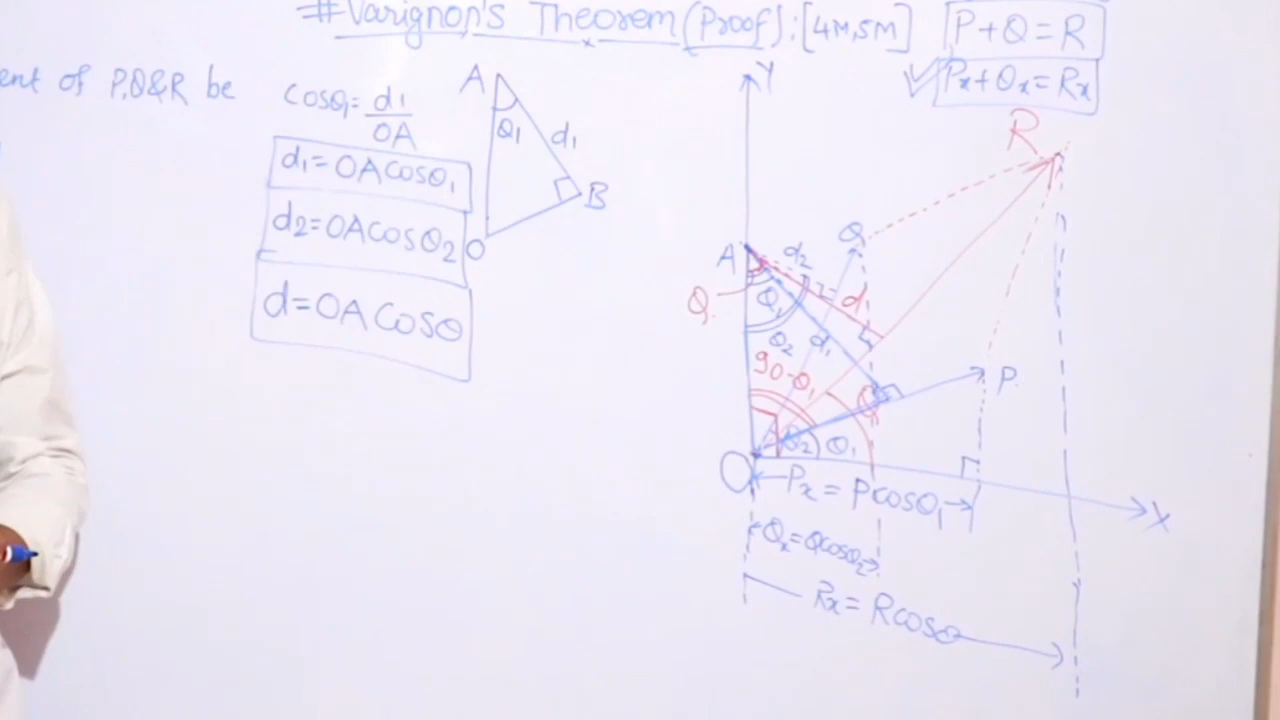 #Varignon's Theorem (Proof): [4M, 5M]
P+Q=R
Px+Qx=Rx
ent of P,Q&R be
cosθ1= d1/OA
d1=OAcosθ1
d2=OAcosθ2
d=OAcosθ
A
θ1
d1
B
O
Y
R
Q
A
d2
θ
θ1
d
θ2
d1
90-θ1
P
θ2
θ1
O
Px = Pcosθ1
X
Qx=Qcosθ2
Rx= Rcosθ